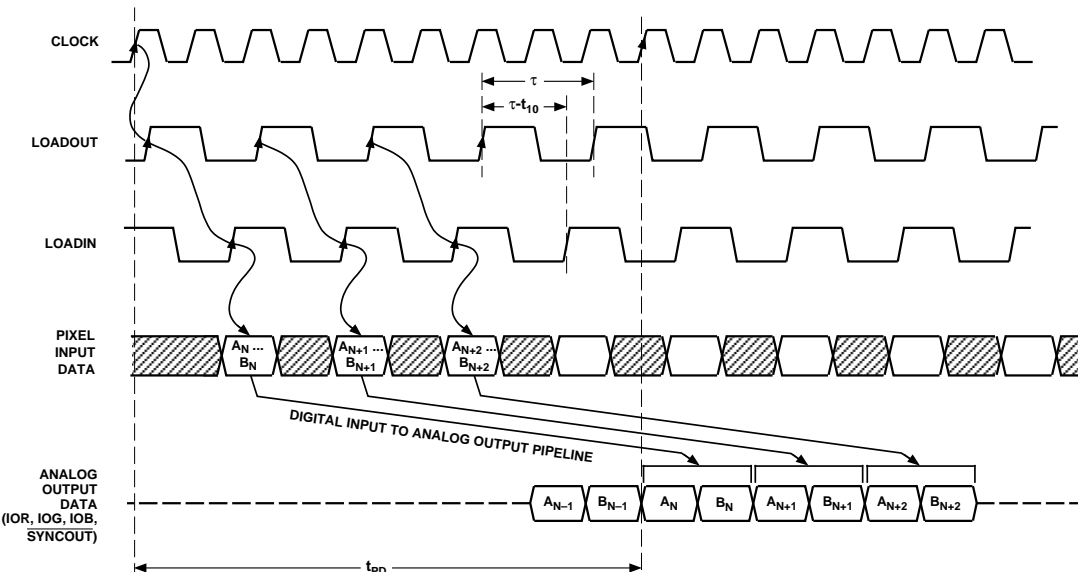 CLOCK
τ
τ-t10
LOADOUT
LOADIN
PIXEL
INPUT
DATA
AN ...
BN
AN+1 ...
BN+1
AN+2 ...
BN+2
DIGITAL INPUT TO ANALOG OUTPUT PIPELINE
ANALOG
OUTPUT
DATA
(IOR, IOG, IOB,
SYNCOUT)
AN–1
BN–1
AN
BN
AN+1
BN+1
AN+2
BN+2
tPD